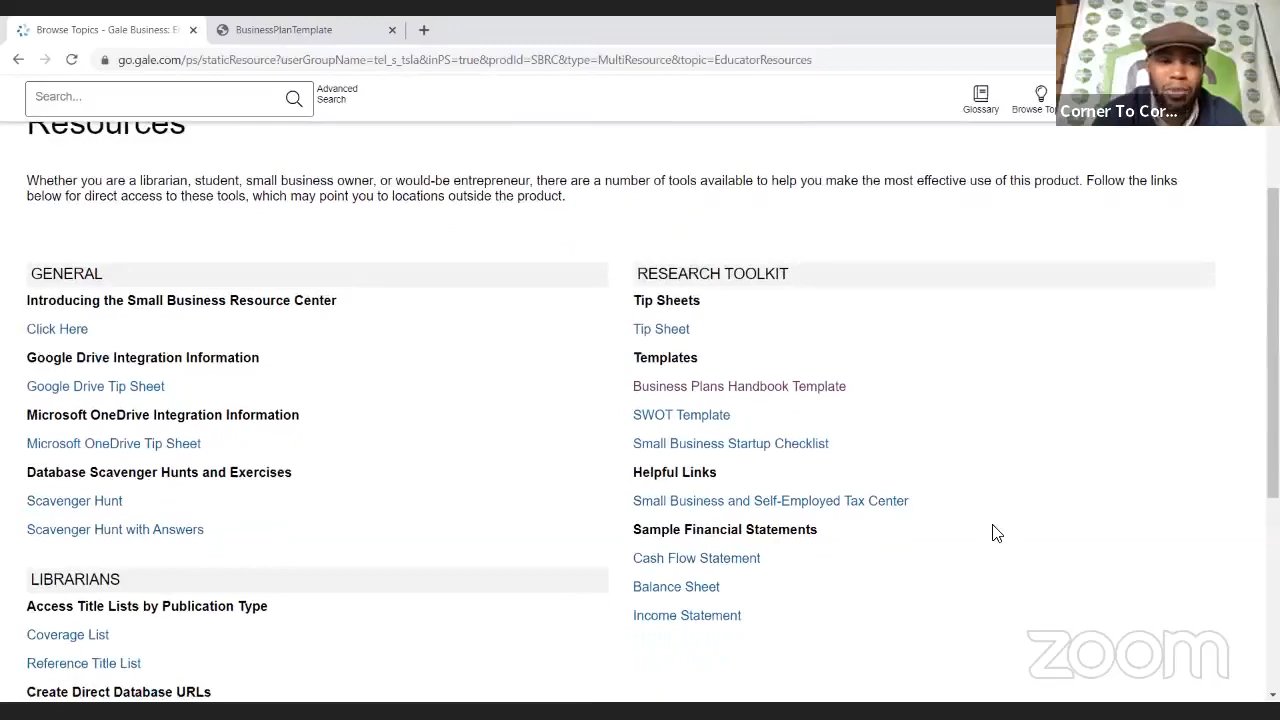 Browse Topics - Gale Business: E
BusinessPlanTemplate
go.gale.com/ps/staticResource?userGroupName=tel_s_tsla&inPS=true&prodId=SBRC&type=MultiResource&topic=EducatorResources
Search...
Advanced
Search
Glossary
Browse To
Corner To Cor...
Resources
Whether you are a librarian, student, small business owner, or would-be entrepreneur, there are a number of tools available to help you make the most effective use of this product. Follow the links
below for direct access to these tools, which may point you to locations outside the product.
GENERAL
Introducing the Small Business Resource Center
Click Here
Google Drive Integration Information
Google Drive Tip Sheet
Microsoft OneDrive Integration Information
Microsoft OneDrive Tip Sheet
Database Scavenger Hunts and Exercises
Scavenger Hunt
Scavenger Hunt with Answers
LIBRARIANS
Access Title Lists by Publication Type
Coverage List
Reference Title List
Create Direct Database URLs
RESEARCH TOOLKIT
Tip Sheets
Tip Sheet
Templates
Business Plans Handbook Template
SWOT Template
Small Business Startup Checklist
Helpful Links
Small Business and Self-Employed Tax Center
Sample Financial Statements
Cash Flow Statement
Balance Sheet
Income Statement
zoom